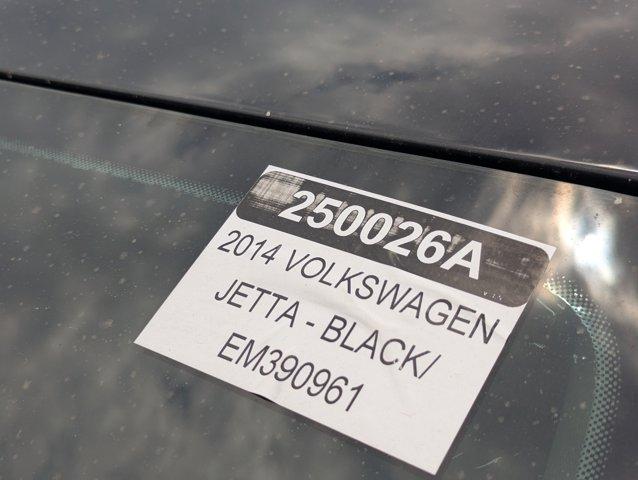 250026A
2014 VOLKSWAGEN
JETTA - BLACK/
EM390961